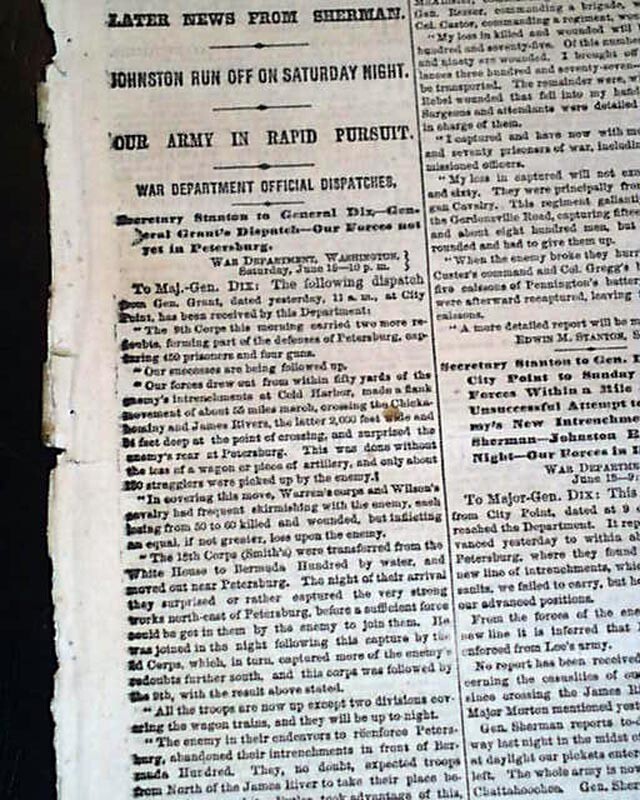 LATER NEWS FROM SHERMAN.
JOHNSTON RUN OFF ON SATURDAY NIGHT.
OUR ARMY IN RAPID PURSUIT.
WAR DEPARTMENT OFFICIAL DISPATCHES,
Secretary Stanton to General Dix—Gen-
eral Grant's Dispatch—Our Forces not
yet in Petersburg.
WAR DEPARTMENT, WASHINGTON,
Saturday, June 18—10 p. m.
To Maj.-Gen. DIX: The following dispatch
from Gen. Grant, dated yesterday, 11 a. m., at City
Point, has been received by this Department:
"The 9th Corps this morning carried two more re-
doubts, forming part of the defenses of Petersburg, cap-
turing 450 prisoners and four guns.
"Our successes are being followed up.
"Our forces drew out from within fifty yards of the
enemy's intrenchments at Cold Harbor, made a flank
movement of about 55 miles march, crossing the Chicka-
hominy and James Rivers, the latter 2,000 feet wide and
84 feet deep at the point of crossing, and surprised the
enemy's rear at Petersburg. This was done without
the loss of a wagon or piece of artillery, and only about
150 stragglers were picked up by the enemy.
"In covering this move, Warren's corps and Wilson's
cavalry had frequent skirmishing with the enemy, each
losing from 50 to 60 killed and wounded, but inflicting
an equal, if not greater, loss upon the enemy.
"The 18th Corps (Smith's) were transferred from the
White House to Bermuda Hundred by water, and
moved out near Petersburg. The night of their arrival
they surprised or rather captured the very strong
works north-east of Petersburg, before a sufficient force
could be got in them by the enemy to join them. He
was joined in the night following this capture by the
2d Corps, which, in turn, captured more of the enemy's
redoubts further south, and this corps was followed by
the 9th, with the result above stated.
"All the troops are now up except two divisions cov-
ering the wagon trains, and they will be up to-night.
"The enemy in their endeavors to réenforce Peters-
burg, abandoned their intrenchments in front of Ber-
muda Hundred. They, no doubt, expected troops
from North of the James River to take their place be-
took advantage of this,
Gen. Rosser, commanding a brigade,
Col. Custor, commanding a regiment,
"My loss in killed and wounded will
hundred and seventy-five. Of this number
and ninety are wounded. I brought off
lances three hundred and seventy-seven—
be transported. The remainder were,
Rebel wounded that fell into my hand
Surgeons and attendants were detailed
in charge of them.
"I captured and have now with me
and seventy prisoners of war, includin
missioned officers.
"My loss in captured will not ex
and sixty. They were principally from
gan Cavalry. This regiment gallant
the Gordonsville Road, capturing fiftee
and about eight hundred men, but
rounded and had to give them up.
"When the enemy broke they hurr
Custer's command and Col. Gregg's
five caissons of Pennington's batter
were afterward recaptured, leaving
caissons.
"A more detailed report will be m
EDWIN M. STANTON, S
Secretary Stanton to Gen.
City Point to Sunday
Forces Within a Mile
Unsuccessful Attempt to
my's New Intrenchme
Sherman—Johnston
Night—Our Forces in
WAR DEPARTME
June 18—9:
To Major-Gen. DIX: This
from City Point, dated at 9
reached the Department. It rep
vanced yesterday to within ab
Petersburg, where they found
new line of intrenchments, whic
saults, we failed to carry, but h
our advanced positions.
From the forces of the ene
new line it is inferred that
enforced from Lee's army.
No report has been received
cerning the casualties of ou
since crossing the James
Major Morton mentioned yest
Gen. Sherman reports to-
way last night in the midst of
at daylight our pickets enter
left. The whole army is now
Chattahoochee. Gen. She